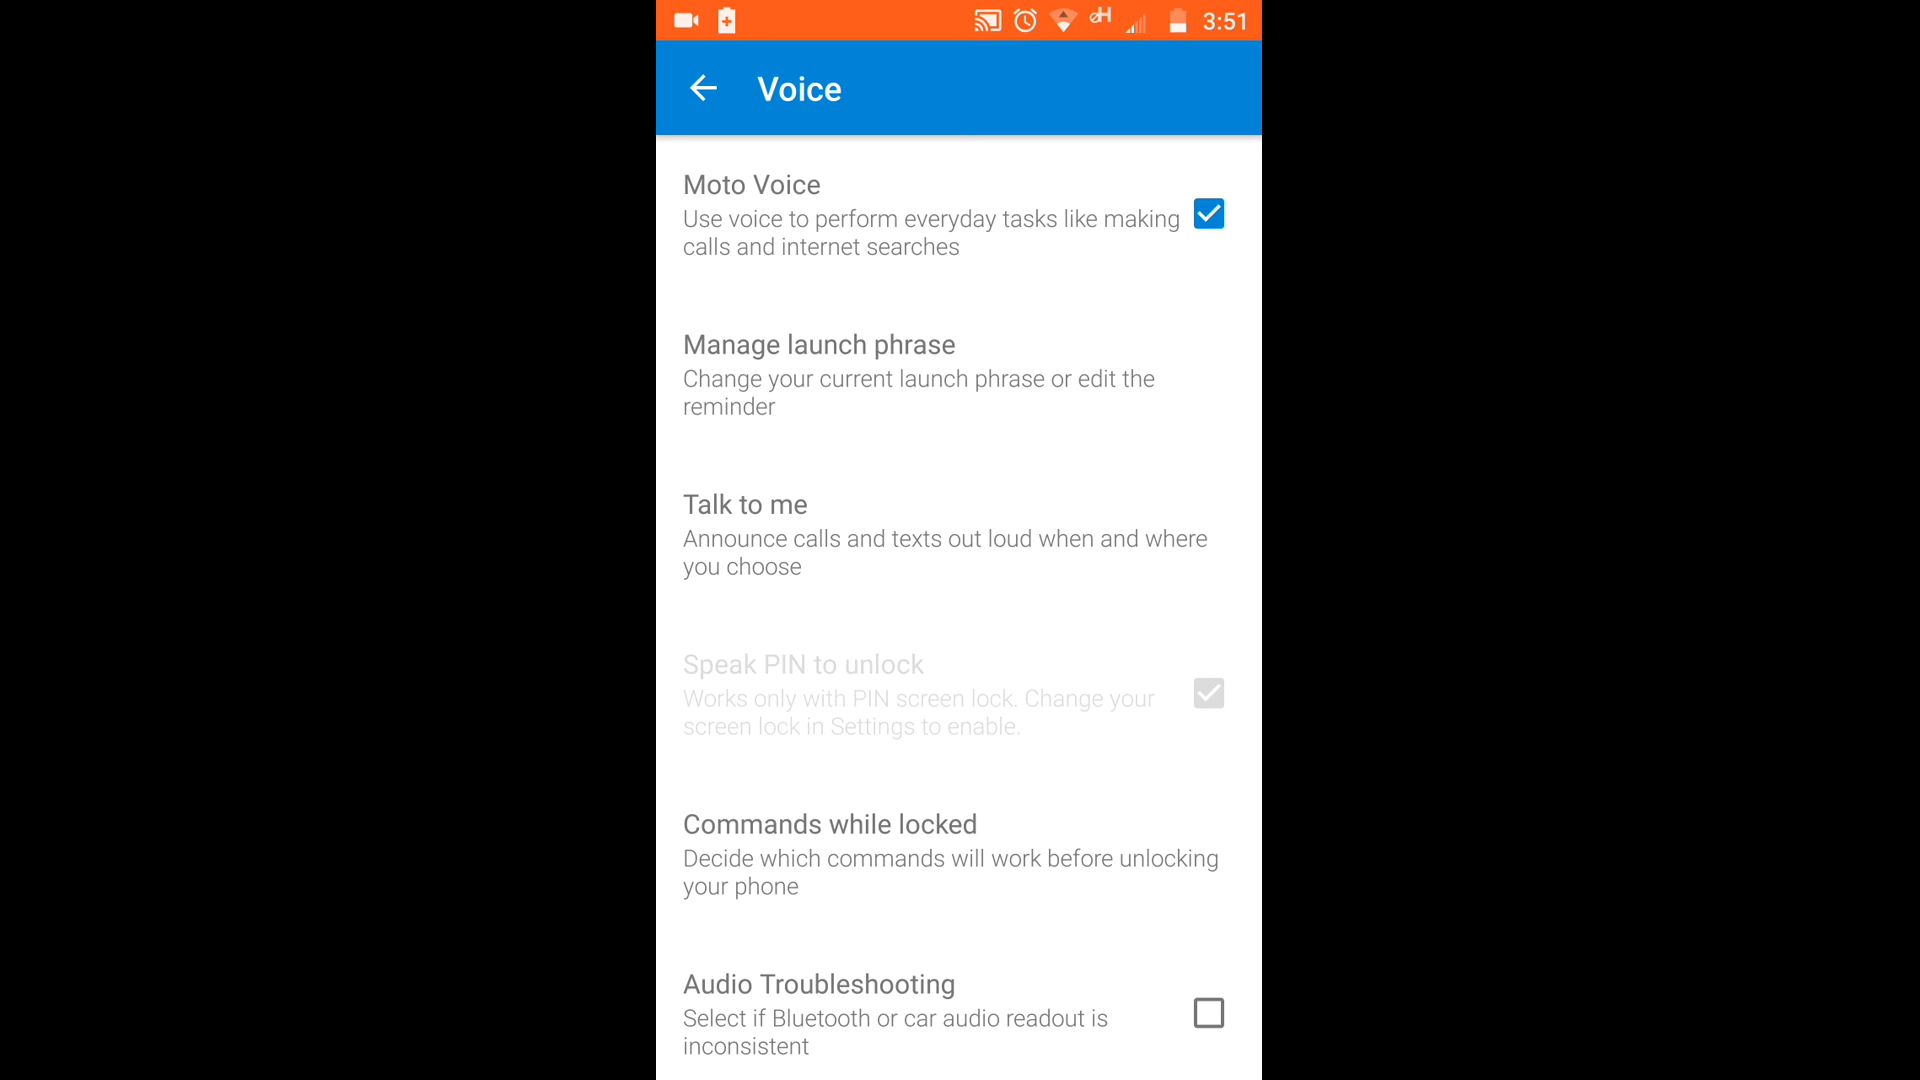 3:51
Voice
Moto Voice
Use voice to perform everyday tasks like making
calls and internet searches
Manage launch phrase
Change your current launch phrase or edit the
reminder
Talk to me
Announce calls and texts out loud when and where
you choose
Speak PIN to unlock
Works only with PIN screen lock. Change your
screen lock in Settings to enable.
Commands while locked
Decide which commands will work before unlocking
your phone
Audio Troubleshooting
Select if Bluetooth or car audio readout is
inconsistent